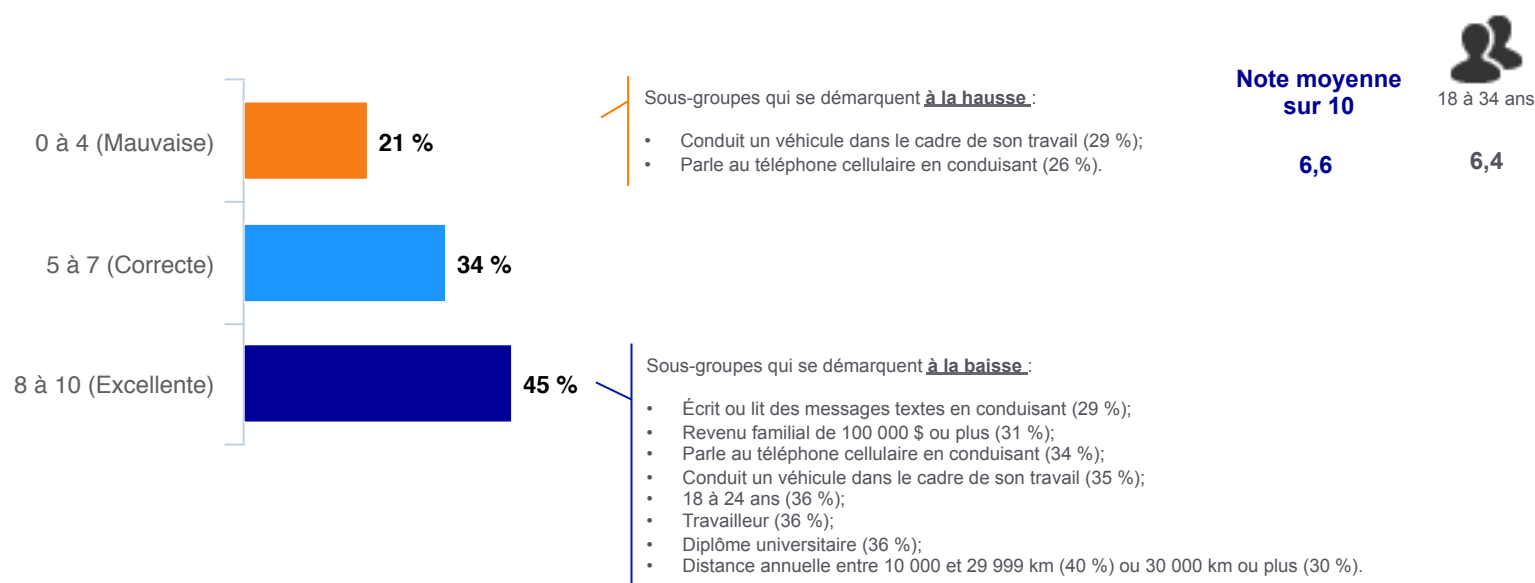 0 à 4 (Mauvaise)
21 %
5 à 7 (Correcte)
34 %
8 à 10 (Excellente)
45 %
Sous-groupes qui se démarquent à la hausse :
• Conduit un véhicule dans le cadre de son travail (29 %);
• Parle au téléphone cellulaire en conduisant (26 %).
Note moyenne
sur 10
6,6
18 à 34 ans
6,4
Sous-groupes qui se démarquent à la baisse :
• Écrit ou lit des messages textes en conduisant (29 %);
• Revenu familial de 100 000 $ ou plus (31 %);
• Parle au téléphone cellulaire en conduisant (34 %);
• Conduit un véhicule dans le cadre de son travail (35 %);
• 18 à 24 ans (36 %);
• Travailleur (36 %);
• Diplôme universitaire (36 %);
• Distance annuelle entre 10 000 et 29 999 km (40 %) ou 30 000 km ou plus (30 %).